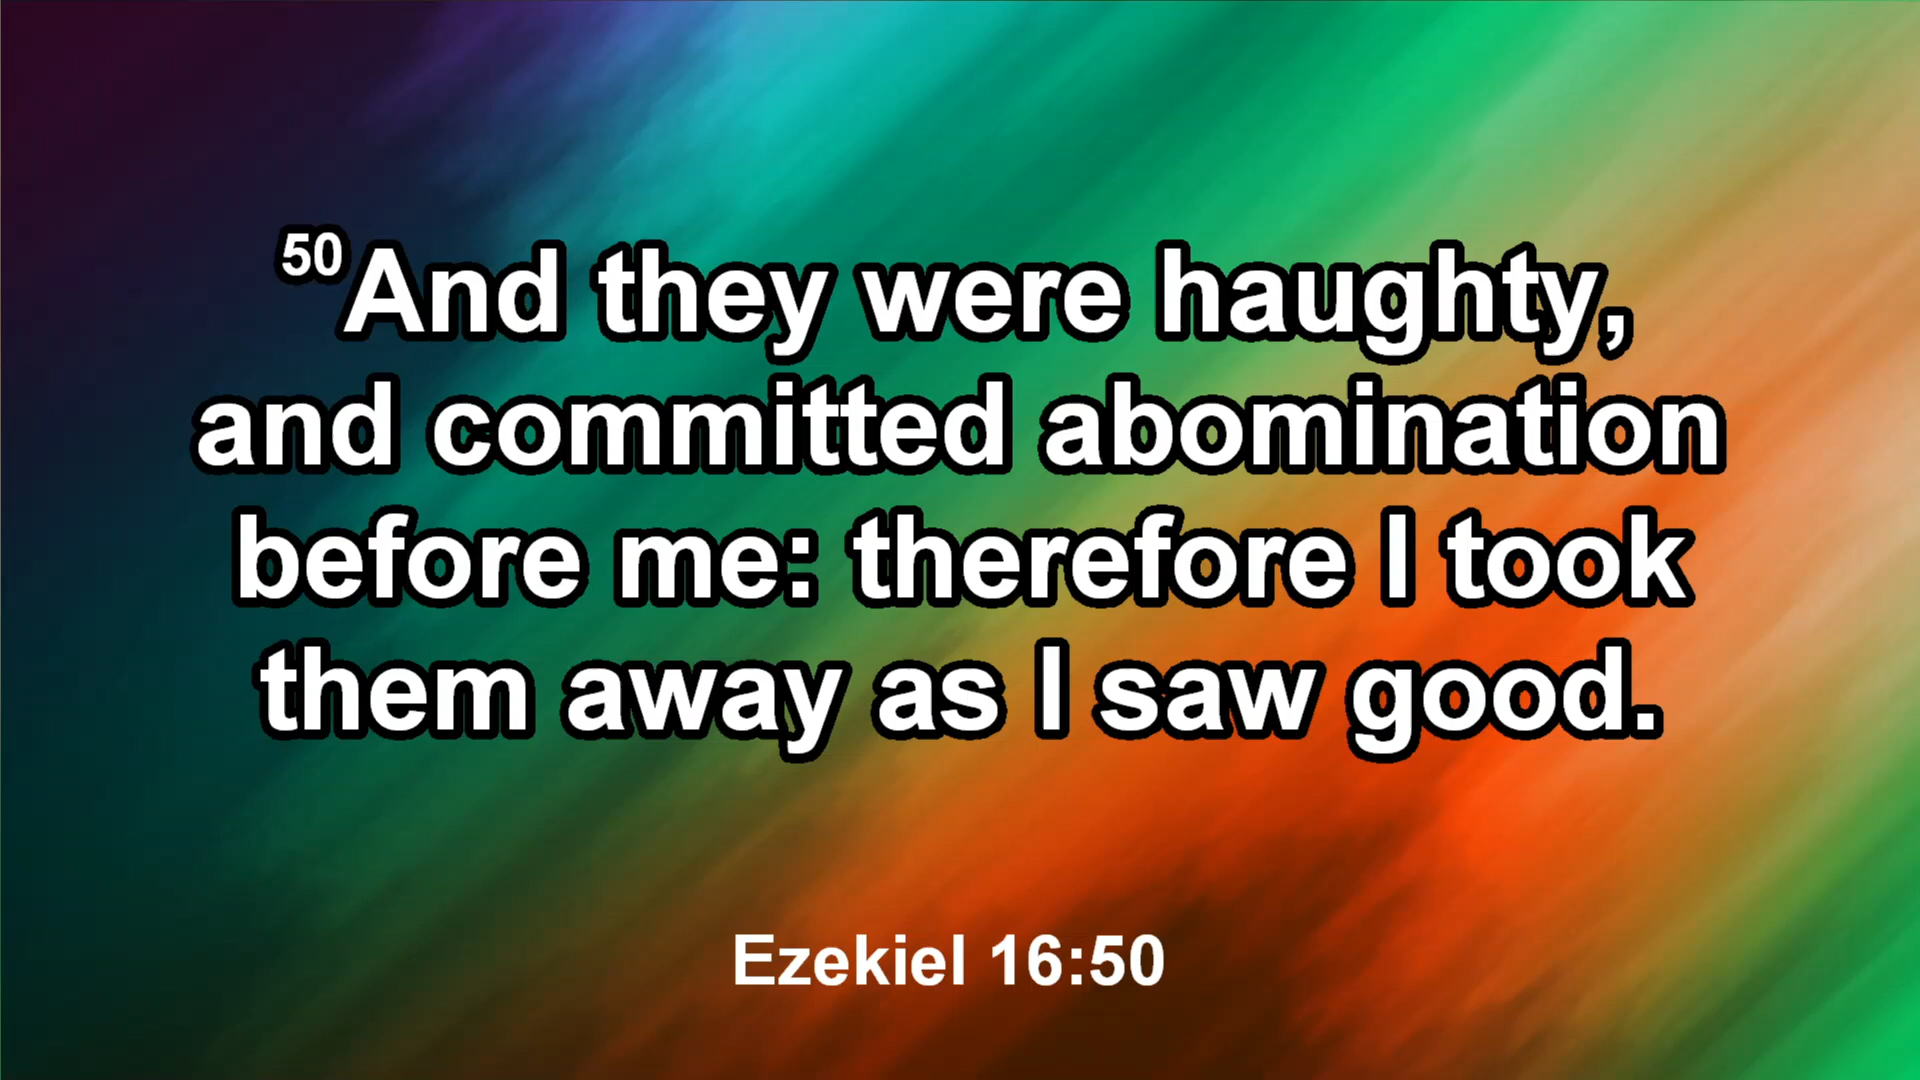 50And they were haughty,
and committed abomination
before me: therefore I took
them away as I saw good.
Ezekiel 16:50